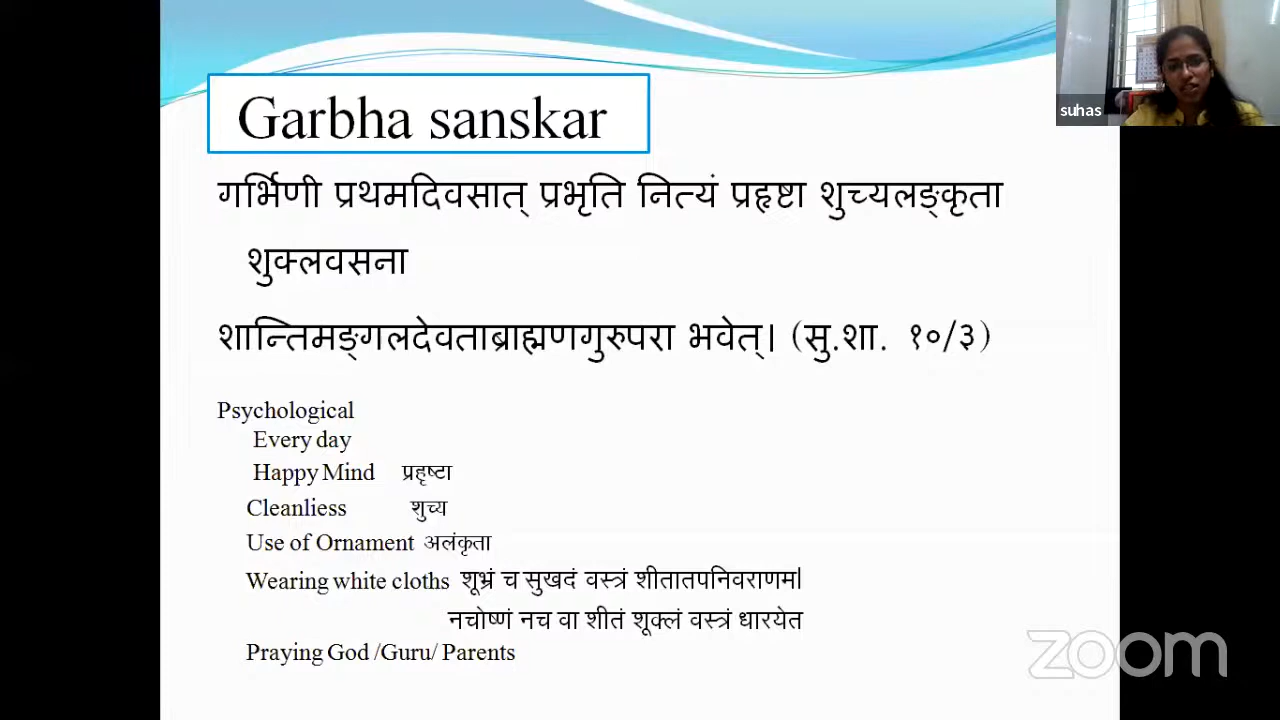 Garbha sanskar
suhas
गर्भिणी प्रथमदिवसात् प्रभृति नित्यं प्रहृष्टा शुच्यलङ्कृता
शुक्लवसना
शान्तिमङ्गलदेवताब्राह्मणगुरुपरा भवेत्। (सु.शा. १०/३)
Psychological
Every day
Happy Mind प्रहृष्टा
Cleanliess शुच्य
Use of Ornament अलंकृता
Wearing white cloths शूभ्रं च सुखदं वस्त्रं शीतातपनिवराणम।
नचोष्णं नच वा शीतं शूक्लं वस्त्रं धारयेत
Praying God /Guru/ Parents
zoom